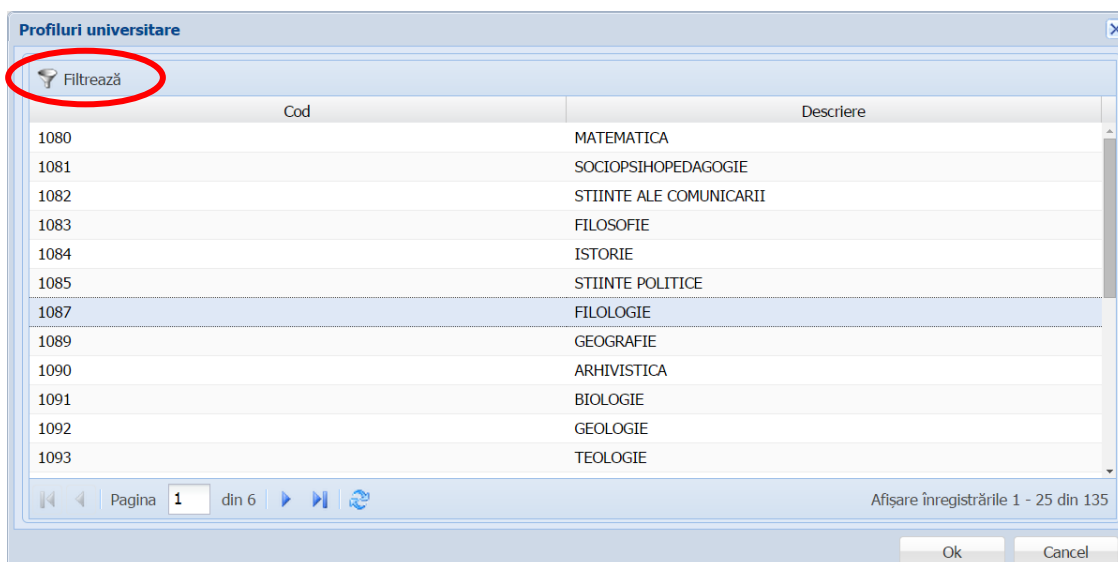 Profiluri universitare
Filtrează
Cod Descriere
1080 MATEMATICA
1081 SOCIOPSIHOPEDAGOGIE
1082 STIINTE ALE COMUNICARII
1083 FILOSOFIE
1084 ISTORIE
1085 STIINTE POLITICE
1087 FILOLOGIE
1089 GEOGRAFIE
1090 ARHIVISTICA
1091 BIOLOGIE
1092 GEOLOGIE
1093 TEOLOGIE
Pagina 1 din 6 Afișare înregistrările 1 - 25 din 135
Ok Cancel